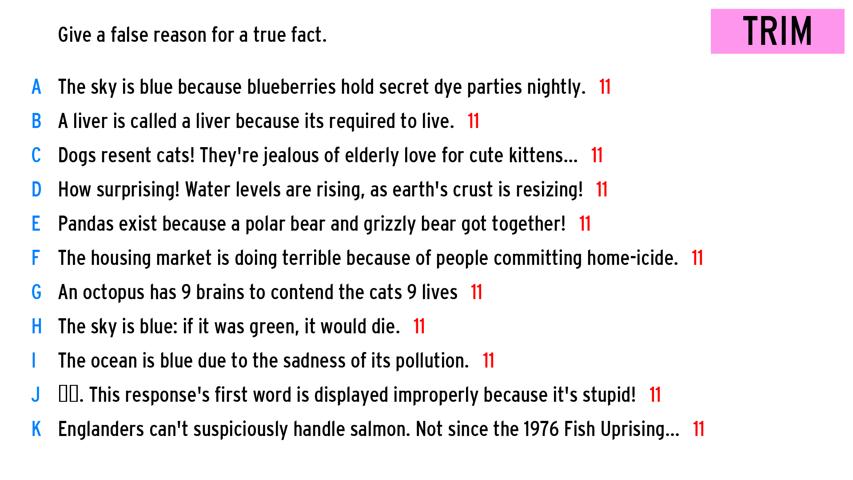 Give a false reason for a true fact.
TRIM
A The sky is blue because blueberries hold secret dye parties nightly. 11
B A liver is called a liver because its required to live. 11
C Dogs resent cats! They're jealous of elderly love for cute kittens... 11
D How surprising! Water levels are rising, as earth's crust is resizing! 11
E Pandas exist because a polar bear and grizzly bear got together! 11
F The housing market is doing terrible because of people committing home-icide. 11
G An octopus has 9 brains to contend the cats 9 lives 11
H The sky is blue: if it was green, it would die. 11
I The ocean is blue due to the sadness of its pollution. 11
J ▯▯. This response's first word is displayed improperly because it's stupid! 11
K Englanders can't suspiciously handle salmon. Not since the 1976 Fish Uprising... 11